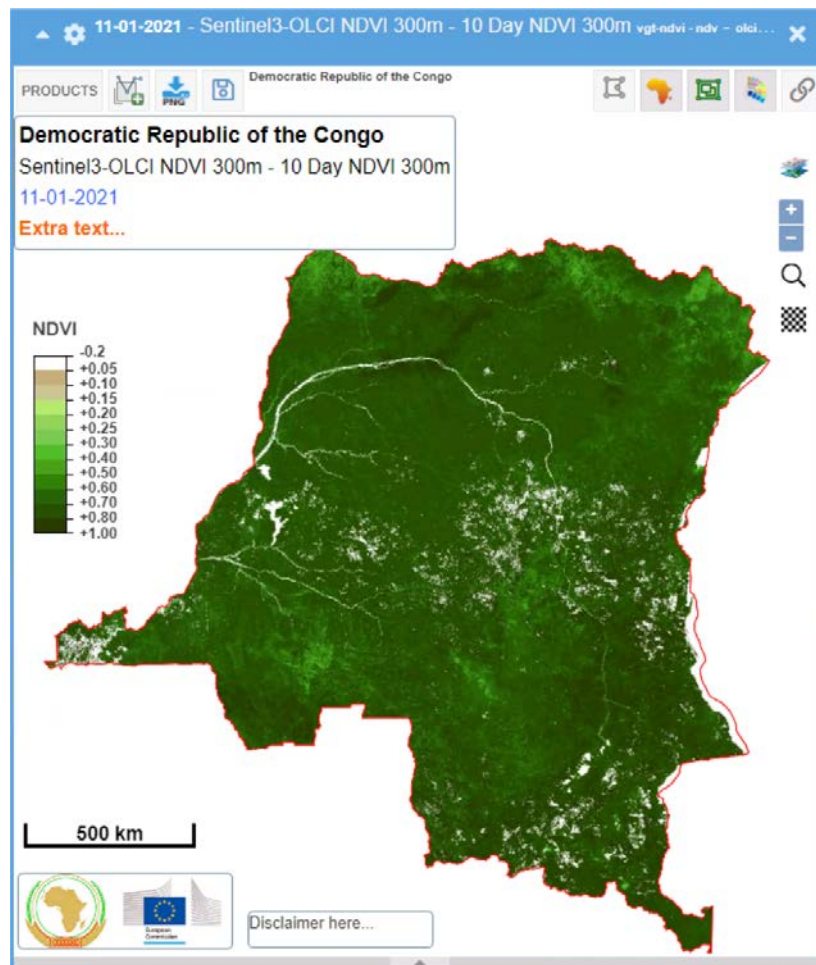 11-01-2021 - Sentinel3-OLCI NDVI 300m - 10 Day NDVI 300m vgt-ndvi - ndv - olci...
PRODUCTS
PNG
Democratic Republic of the Congo
Democratic Republic of the Congo
Sentinel3-OLCI NDVI 300m - 10 Day NDVI 300m
11-01-2021
Extra text...
NDVI
-0.2
+0.05
+0.10
+0.15
+0.20
+0.30
+0.40
+0.50
+0.60
+0.70
+0.80
+1.00
500 km
European
Commission
Disclaimer here...